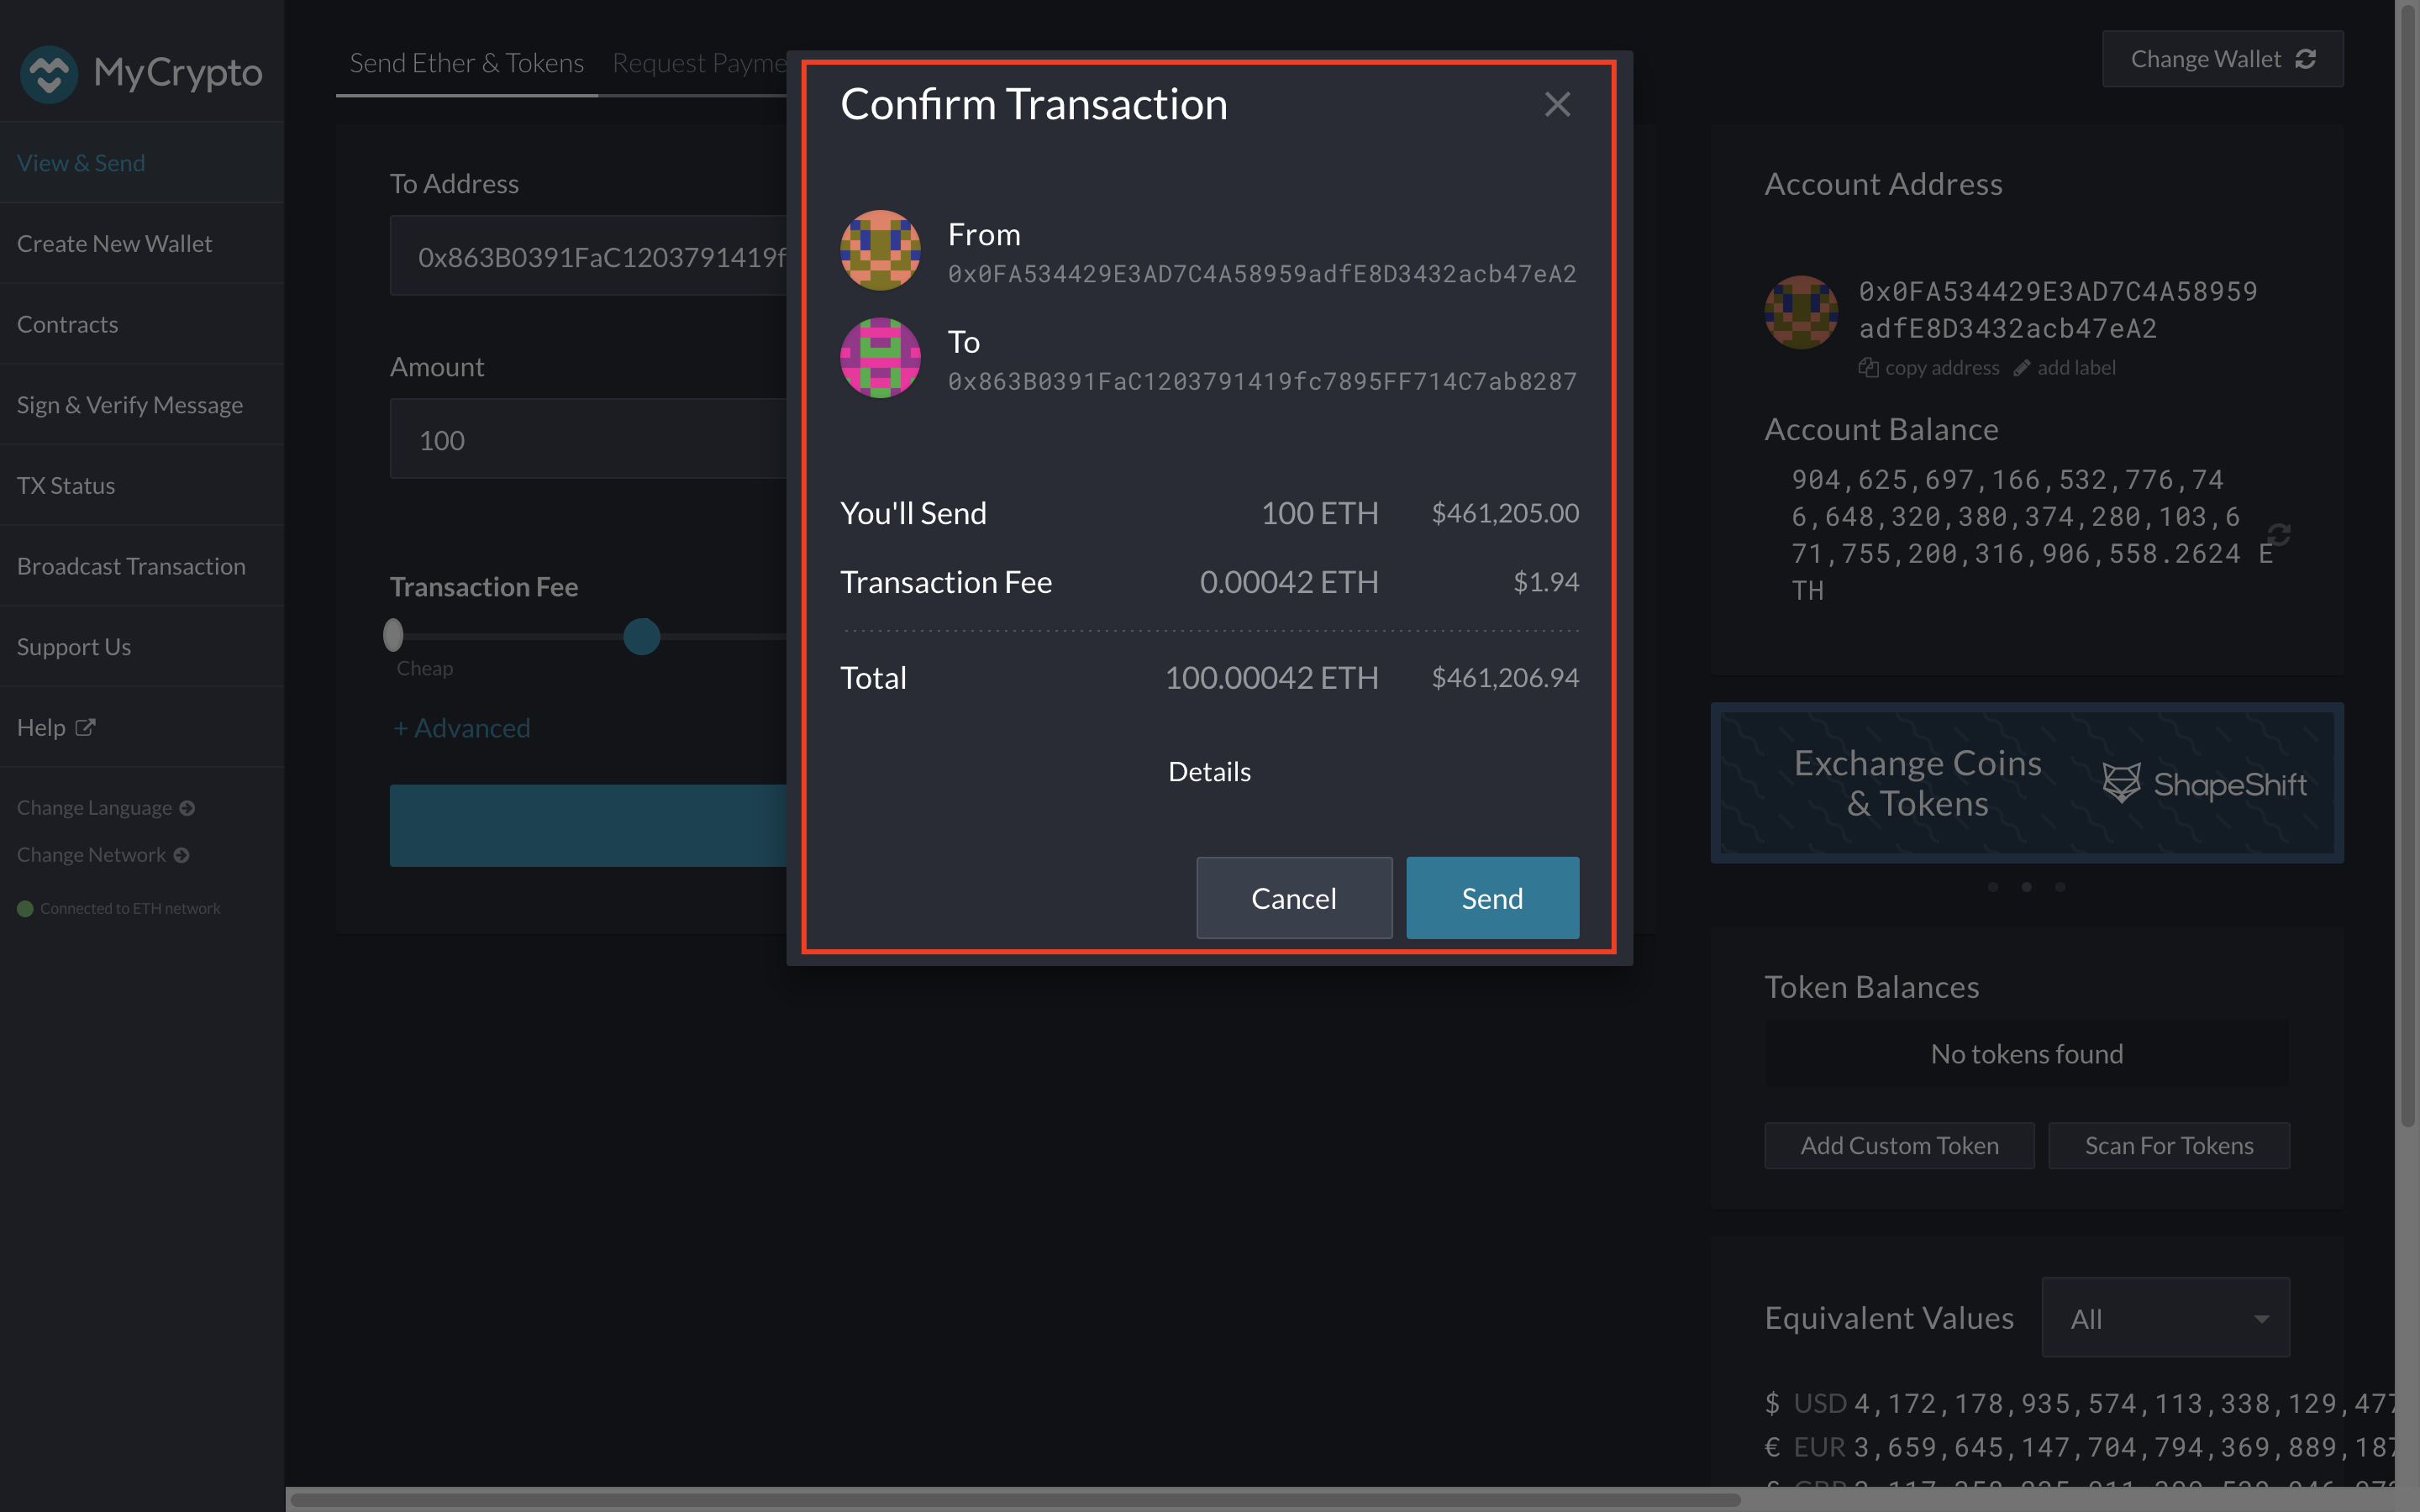 MyCrypto
View & Send
Create New Wallet
Contracts
Sign & Verify Message
TX Status
Broadcast Transaction
Support Us
Help
Change Language
Change Network
Connected to ETH network
Send Ether & Tokens
Request Payme
To Address
0x863B0391FaC1203791419f
Amount
100
Transaction Fee
Cheap
+ Advanced
Confirm Transaction
From
0x0FA534429E3AD7C4A58959adfE8D3432acb47eA2
To
0x863B0391FaC1203791419fc7895FF714C7ab8287
You'll Send 100 ETH $461,205.00
Transaction Fee 0.00042 ETH $1.94
Total 100.00042 ETH $461,206.94
Details
Cancel Send
Change Wallet
Account Address
0x0FA534429E3AD7C4A58959
adfE8D3432acb47eA2
copy address add label
Account Balance
904,625,697,166,532,776,74
6,648,320,380,374,280,103,6
71,755,200,316,906,558.2624 E
TH
Exchange Coins
& Tokens
ShapeShift
Token Balances
No tokens found
Add Custom Token Scan For Tokens
Equivalent Values All
$ USD 4,172,178,935,574,113,338,129,477
€ EUR 3,659,645,147,704,794,369,889,187